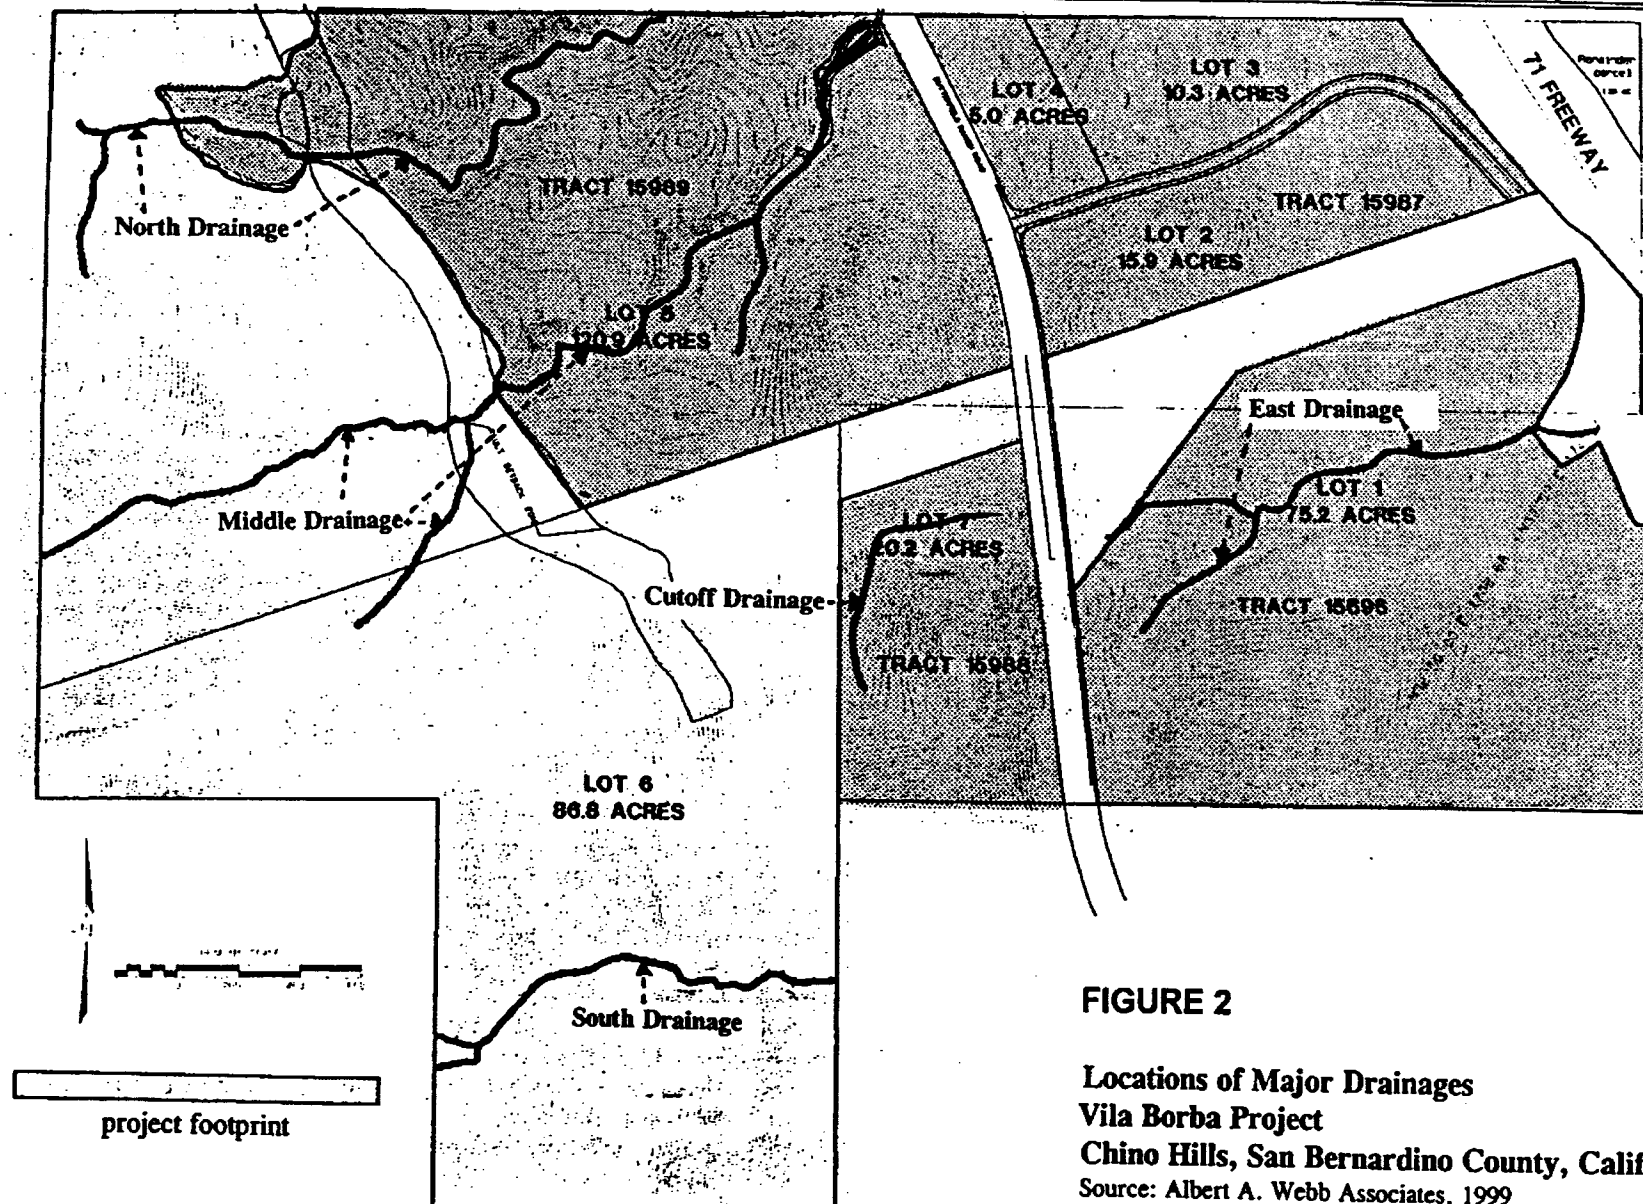 LOT 3
10.3 ACRES
LOT 4
5.0 ACRES
71 FREEWAY
TRACT 15989
TRACT 15987
North Drainage
LOT 2
15.9 ACRES
LOT 5
120.9 ACRES
East Drainage
LOT 1
75.2 ACRES
Middle Drainage
LOT 7
20.2 ACRES
Cutoff Drainage
TRACT 15988
LOT 6
86.8 ACRES
South Drainage
project footprint
FIGURE 2
Locations of Major Drainages
Vila Borba Project
Chino Hills, San Bernardino County, Calif
Source: Albert A. Webb Associates, 1999